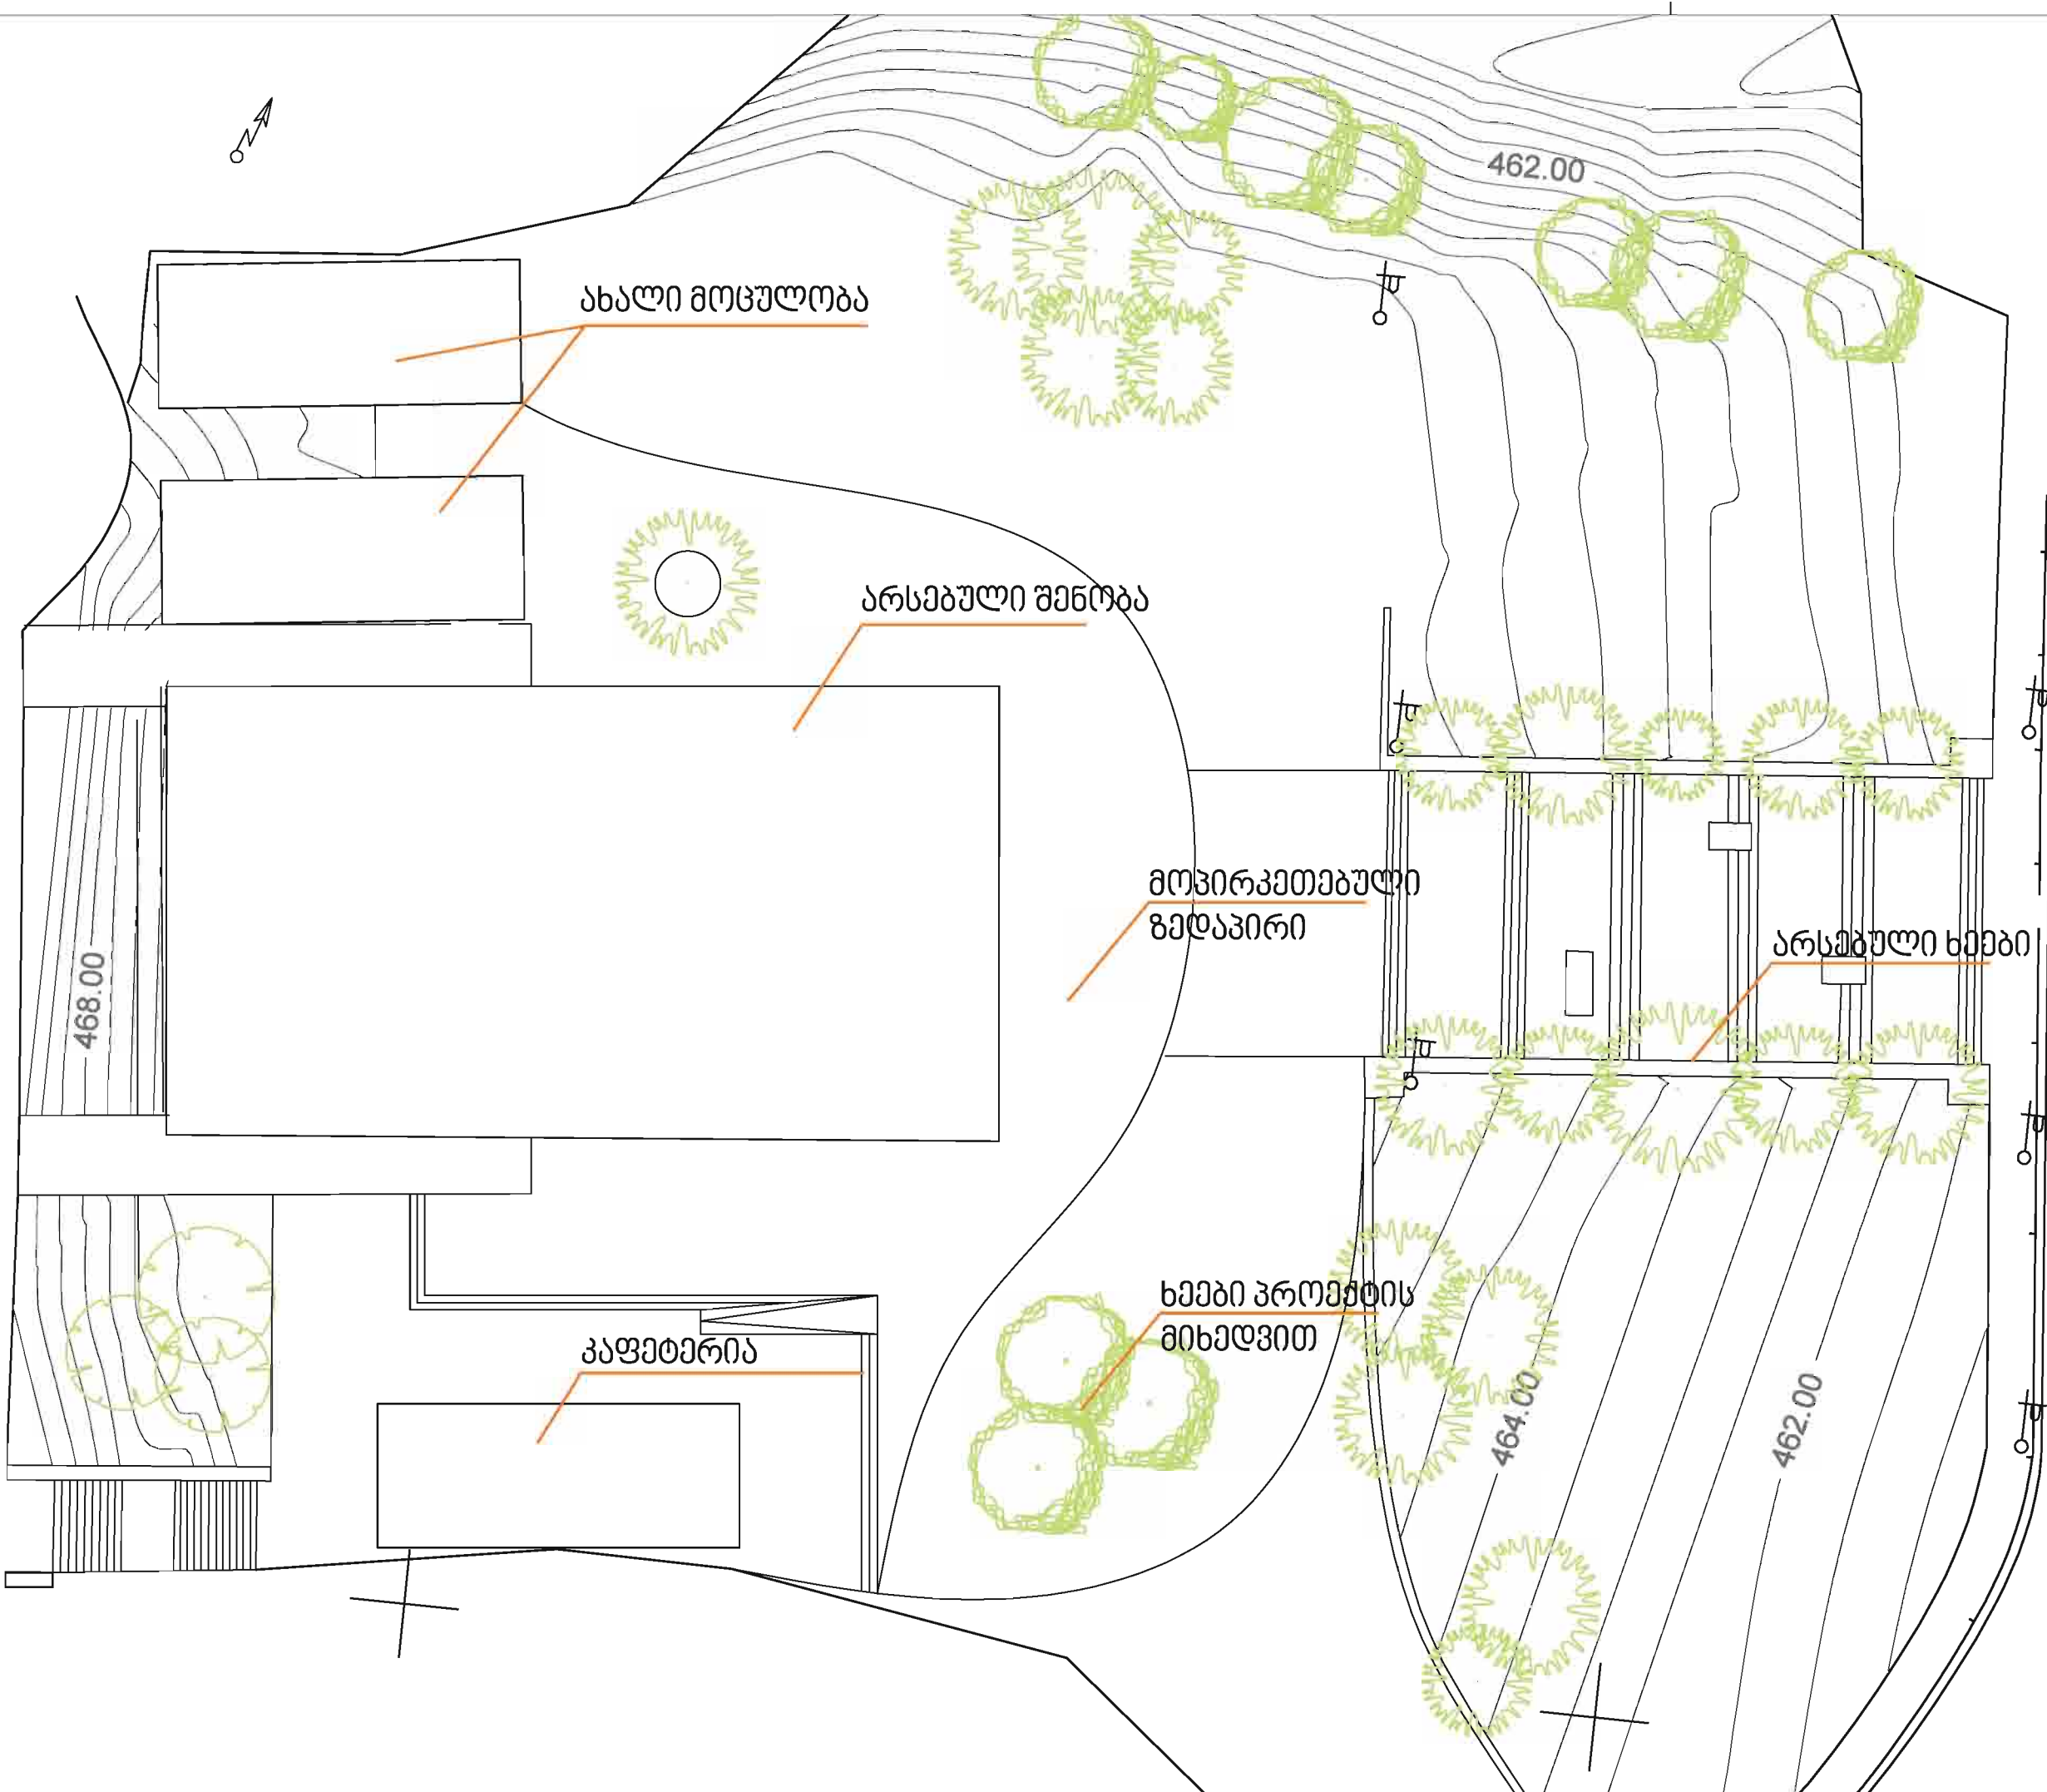 462.00
ახალი მოცულობა
არსებული შენობა
მოპირკეთებული
ზედაპირი
არსებული ხეები
468.00
ხეები პროექტის
მიხედვით
კაფეტერია
464.00
462.00